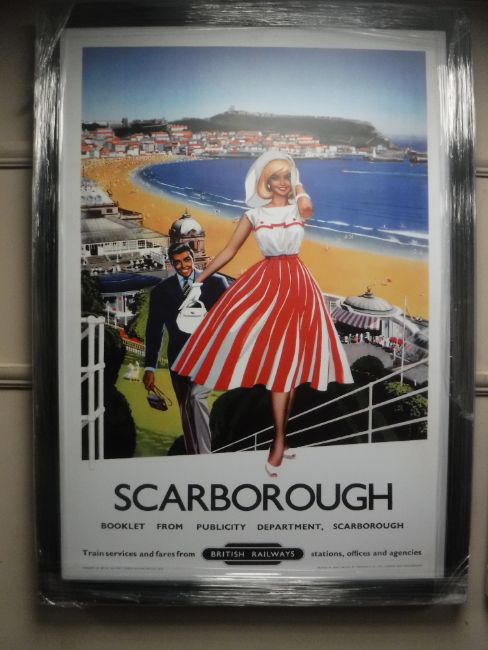 SCARBOROUGH
BOOKLET FROM PUBLICITY DEPARTMENT, SCARBOROUGH
Train services and fares from BRITISH RAILWAYS stations, offices and agencies